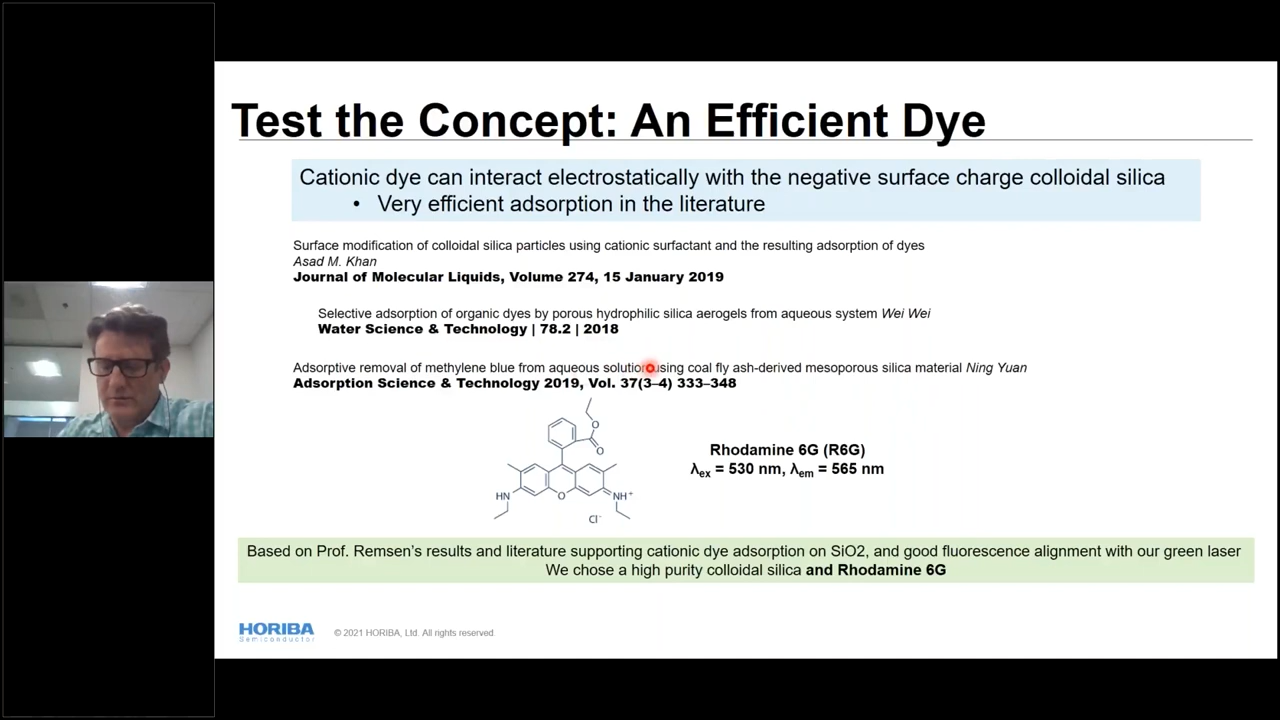 Test the Concept: An Efficient Dye
Cationic dye can interact electrostatically with the negative surface charge colloidal silica
• Very efficient adsorption in the literature
Surface modification of colloidal silica particles using cationic surfactant and the resulting adsorption of dyes
Asad M. Khan
Journal of Molecular Liquids, Volume 274, 15 January 2019
Selective adsorption of organic dyes by porous hydrophilic silica aerogels from aqueous system Wei Wei
Water Science & Technology | 78.2 | 2018
Adsorptive removal of methylene blue from aqueous solution using coal fly ash-derived mesoporous silica material Ning Yuan
Adsorption Science & Technology 2019, Vol. 37(3–4) 333–348
O
O
HN
O
NH+
Cl-
Rhodamine 6G (R6G)
λex = 530 nm, λem = 565 nm
Based on Prof. Remsen's results and literature supporting cationic dye adsorption on SiO2, and good fluorescence alignment with our green laser
We chose a high purity colloidal silica and Rhodamine 6G
HORIBA
Semiconductor
© 2021 HORIBA, Ltd. All rights reserved.